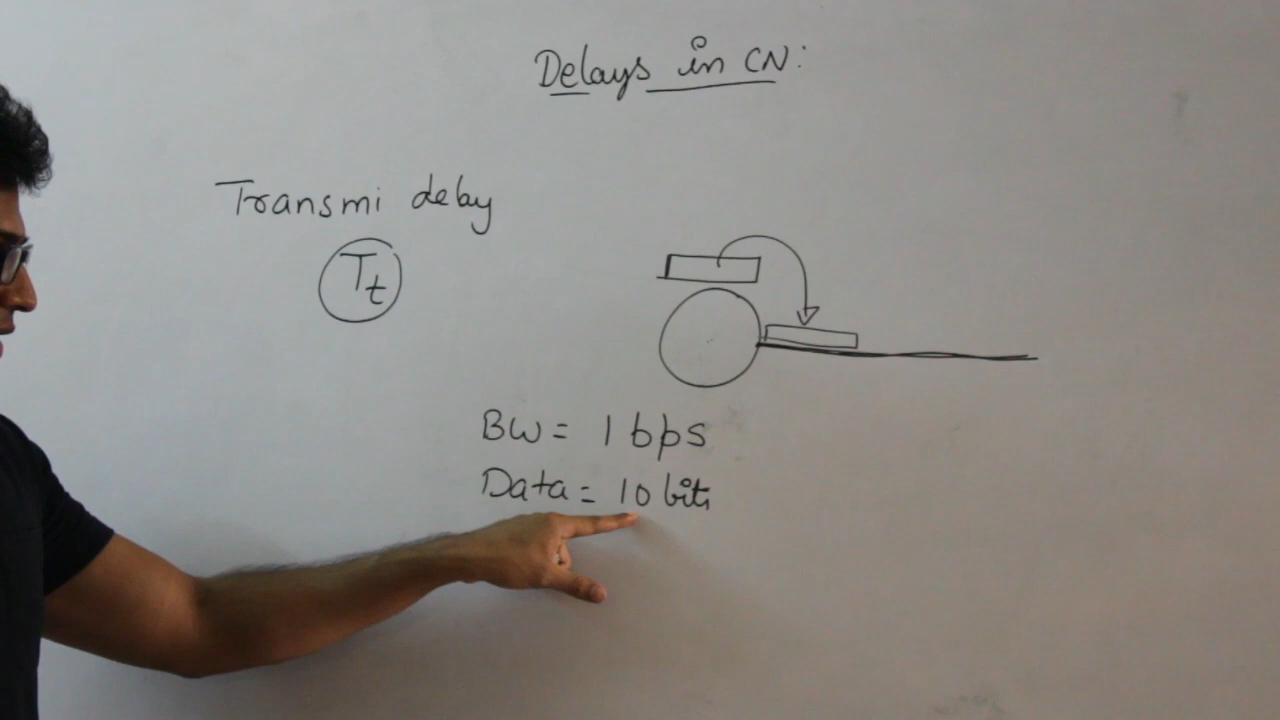 Delays in CN:
Transmi delay
Tt
BW = 1 bps
Data = 10 bits